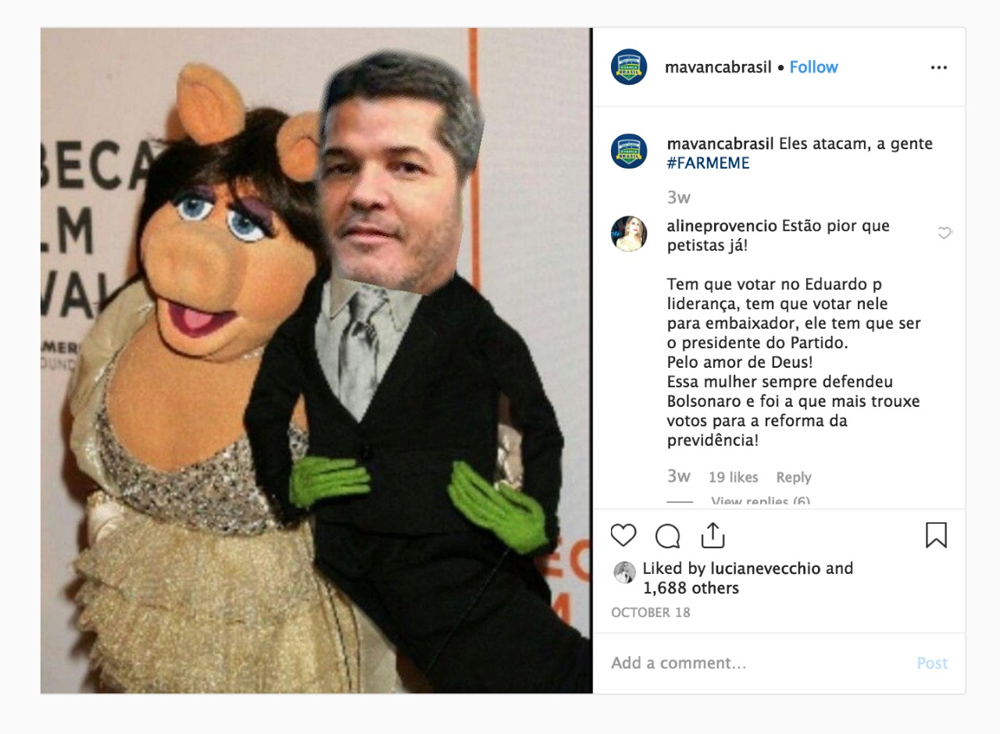 BECA
LM
VAL
AMER
OUND
EC
M
mavancabrasil • Follow
mavancabrasil Eles atacam, a gente
#FARMEME
3w
alineprovencio Estão pior que
petistas já!
Tem que votar no Eduardo p
liderança, tem que votar nele
para embaixador, ele tem que ser
o presidente do Partido.
Pelo amor de Deus!
Essa mulher sempre defendeu
Bolsonaro e foi a que mais trouxe
votos para a reforma da
previdência!
3w 19 likes Reply
View replies (6)
Liked by lucianevecchio and
1,688 others
OCTOBER 18
Add a comment... Post